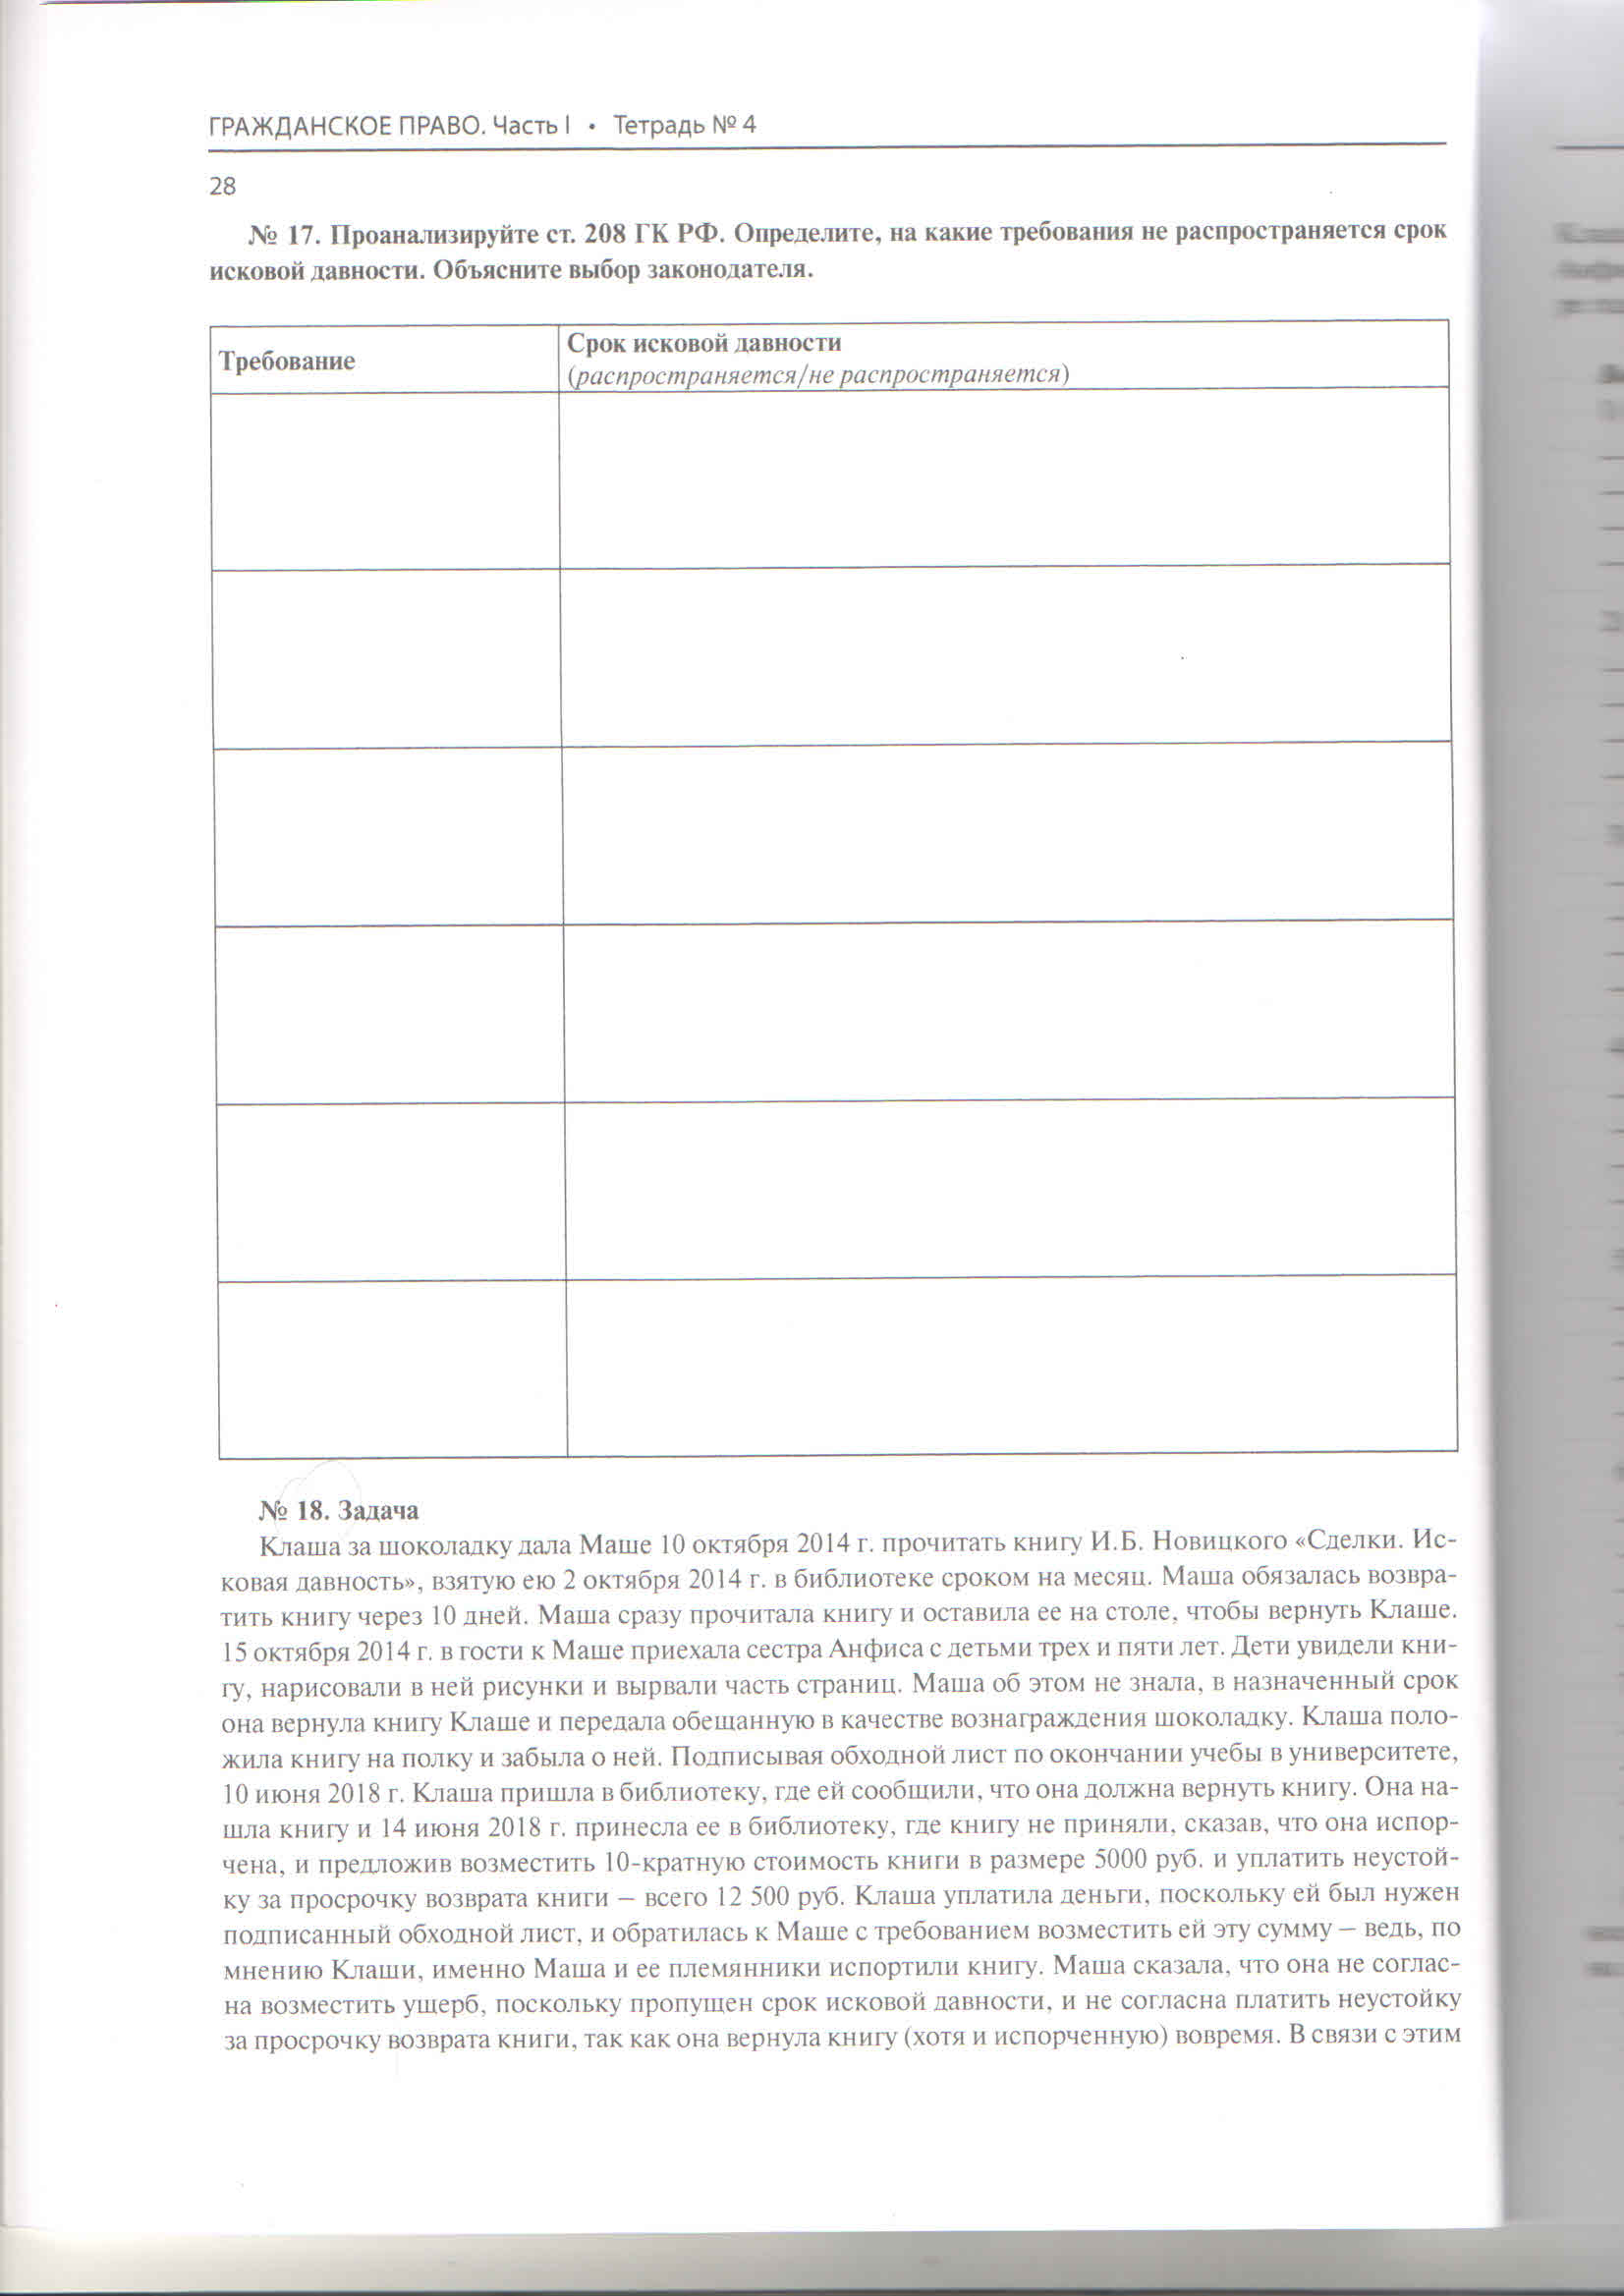 ГРАЖДАНСКОЕ ПРАВО. Часть I • Тетрадь № 4
28
№ 17. Проанализируйте ст. 208 ГК РФ. Определите, на какие требования не распространяется срок
исковой давности. Объясните выбор законодателя.
Требование
Срок исковой давности
(распространяется/не распространяется)
№ 18. Задача
Клаша за шоколадку дала Маше 10 октября 2014 г. прочитать книгу И.Б. Новицкого «Сделки. Ис-
ковая давность», взятую ею 2 октября 2014 г. в библиотеке сроком на месяц. Маша обязалась возвра-
тить книгу через 10 дней. Маша сразу прочитала книгу и оставила ее на столе, чтобы вернуть Клаше.
15 октября 2014 г. в гости к Маше приехала сестра Анфиса с детьми трех и пяти лет. Дети увидели кни-
гу, нарисовали в ней рисунки и вырвали часть страниц. Маша об этом не знала, в назначенный срок
она вернула книгу Клаше и передала обещанную в качестве вознаграждения шоколадку. Клаша поло-
жила книгу на полку и забыла о ней. Подписывая обходной лист по окончании учебы в университете,
10 июня 2018 г. Клаша пришла в библиотеку, где ей сообщили, что она должна вернуть книгу. Она на-
шла книгу и 14 июня 2018 г. принесла ее в библиотеку, где книгу не приняли, сказав, что она испор-
чена, и предложив возместить 10-кратную стоимость книги в размере 5000 руб. и уплатить неустой-
ку за просрочку возврата книги – всего 12 500 руб. Клаша уплатила деньги, поскольку ей был нужен
подписанный обходной лист, и обратилась к Маше с требованием возместить ей эту сумму – ведь, по
мнению Клаши, именно Маша и ее племянники испортили книгу. Маша сказала, что она не соглас-
на возместить ущерб, поскольку пропущен срок исковой давности, и не согласна платить неустойку
за просрочку возврата книги, так как она вернула книгу (хотя и испорченную) вовремя. В связи с этим